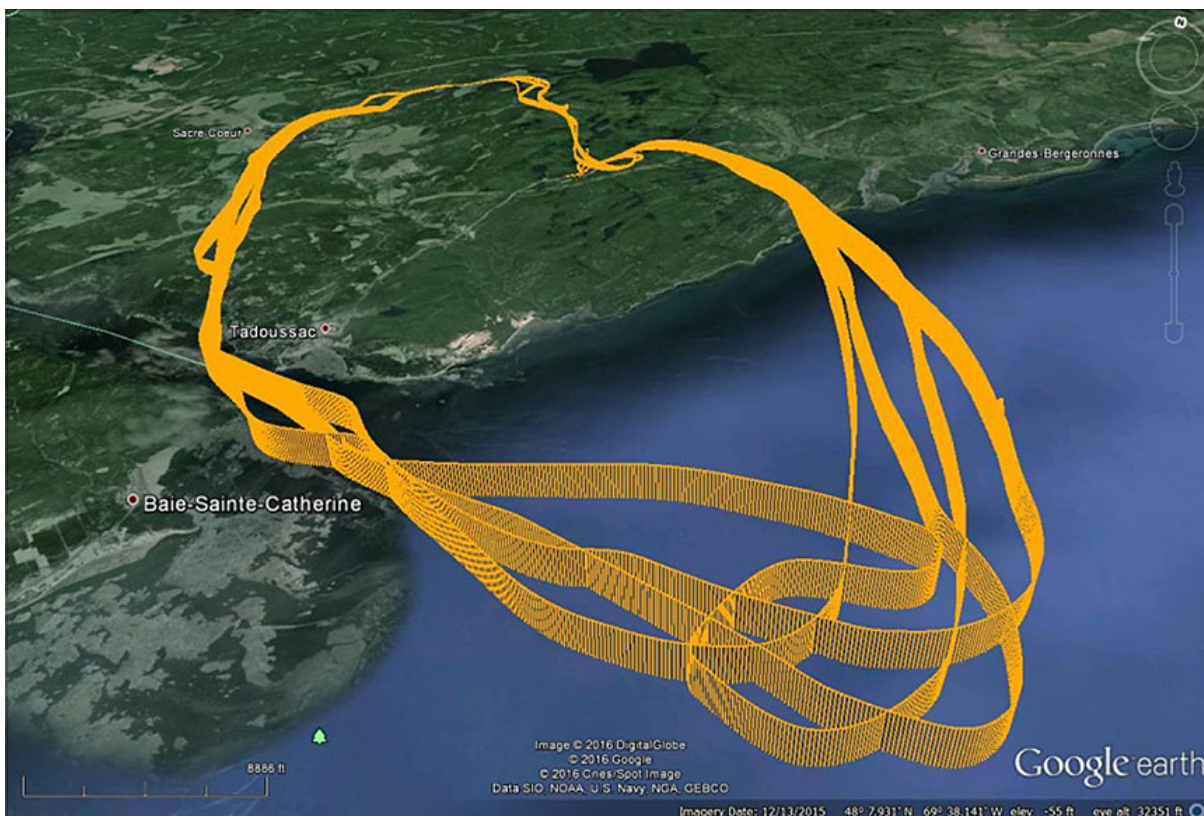 N
Sacre-Coeur
Grandes-Bergeronnes
Tadoussac
Baie-Sainte-Catherine
8886 ft
Image © 2016 DigitalGlobe
© 2016 Google
© 2016 Cnes/Spot Image
Data SIO, NOAA, U.S. Navy, NGA, GEBCO
Google earth
Imagery Date: 12/13/2015 48° 7.931' N 69° 38.141' W elev -55 ft eye alt 32351 ft